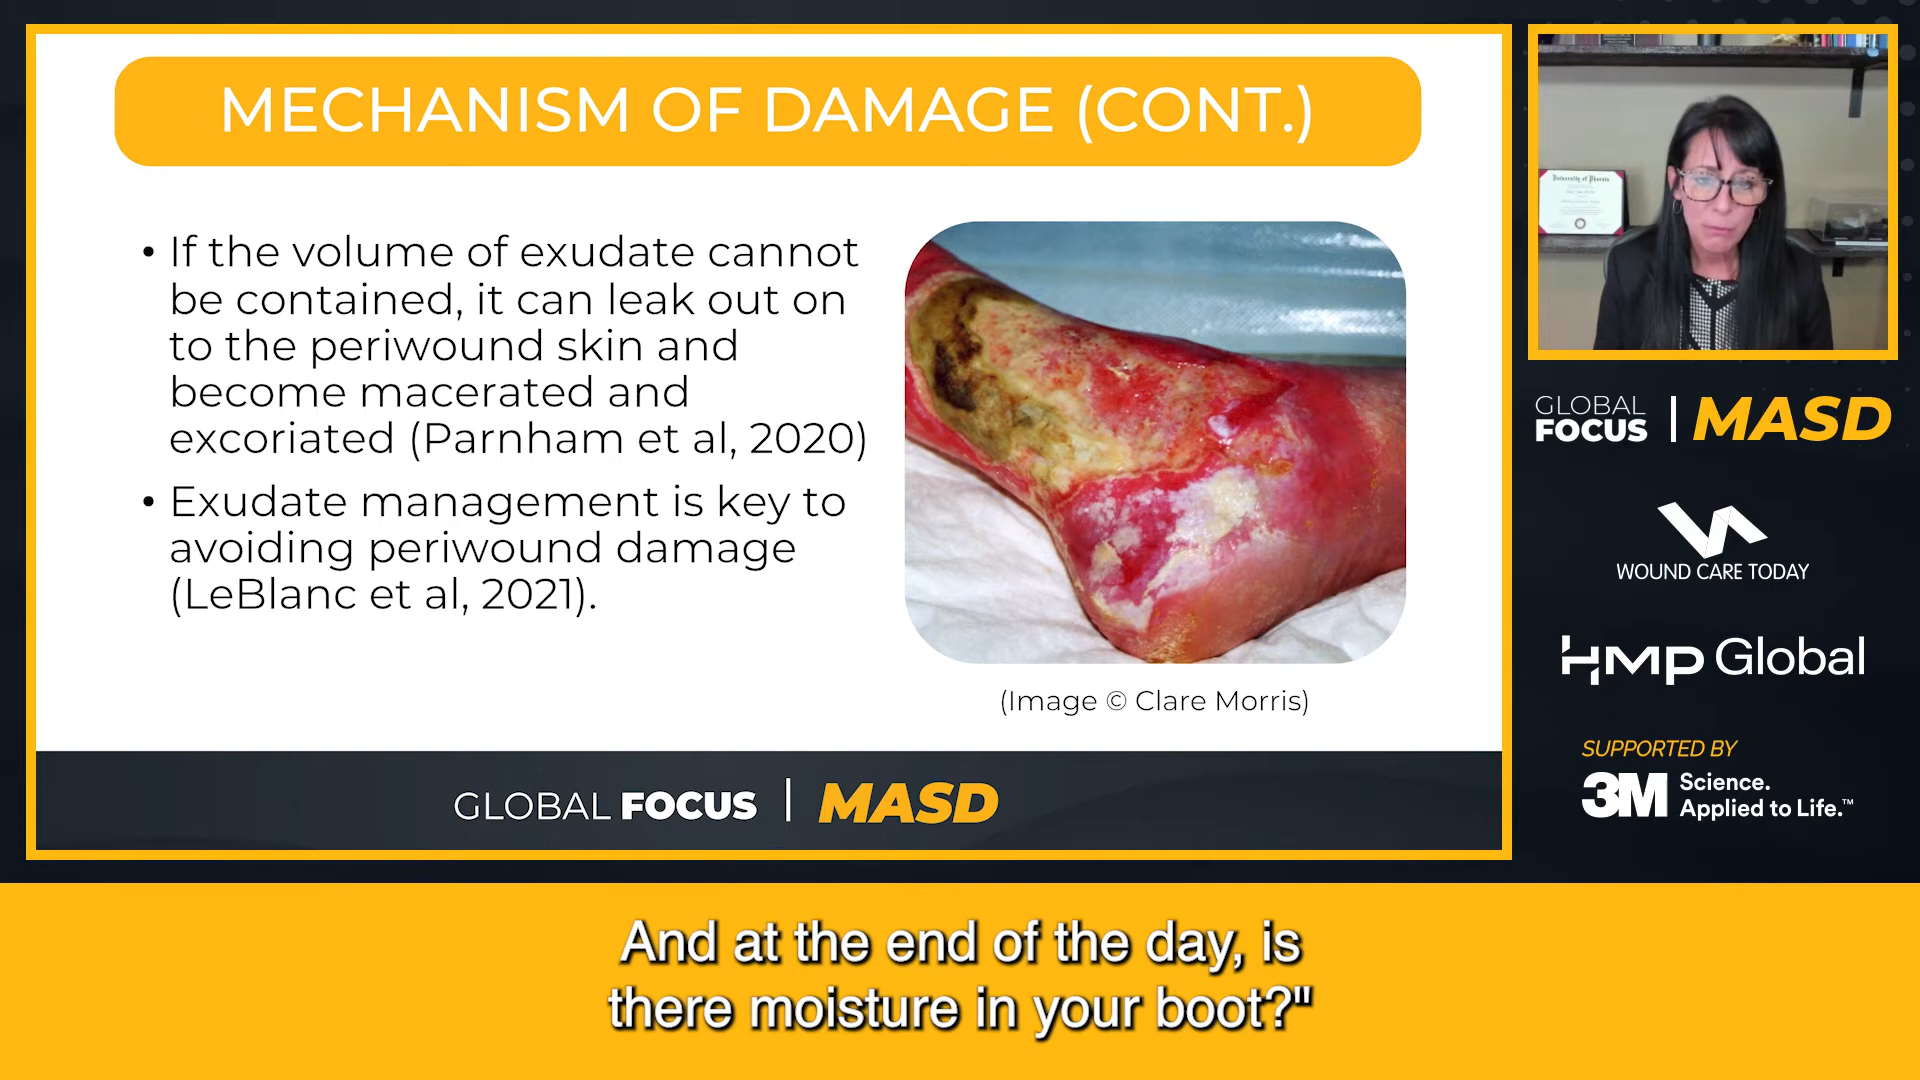 MECHANISM OF DAMAGE (CONT.)
• If the volume of exudate cannot
be contained, it can leak out on
to the periwound skin and
become macerated and
excoriated (Parnham et al, 2020)
• Exudate management is key to
avoiding periwound damage
(LeBlanc et al, 2021).
(Image © Clare Morris)
GLOBAL FOCUS | MASD
University of Phoenix
GLOBAL
FOCUS | MASD
WOUND CARE TODAY
HMP Global
SUPPORTED BY
3M Science.
Applied to Life.™
And at the end of the day, is
there moisture in your boot?"